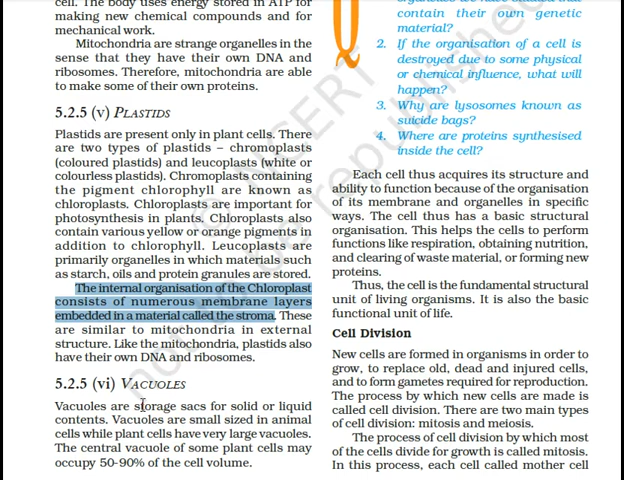 cell. The body uses energy stored in ATP for
making new chemical compounds and for
mechanical work.
Mitochondria are strange organelles in the
sense that they have their own DNA and
ribosomes. Therefore, mitochondria are able
to make some of their own proteins.
5.2.5 (v) PLASTIDS
Plastids are present only in plant cells. There
are two types of plastids – chromoplasts
(coloured plastids) and leucoplasts (white or
colourless plastids). Chromoplasts containing
the pigment chlorophyll are known as
chloroplasts. Chloroplasts are important for
photosynthesis in plants. Chloroplasts also
contain various yellow or orange pigments in
addition to chlorophyll. Leucoplasts are
primarily organelles in which materials such
as starch, oils and protein granules are stored.
The internal organisation of the Chloroplast
consists of numerous membrane layers
embedded in a material called the stroma. These
are similar to mitochondria in external
structure. Like the mitochondria, plastids also
have their own DNA and ribosomes.
5.2.5 (vi) VACUOLES
Vacuoles are storage sacs for solid or liquid
contents. Vacuoles are small sized in animal
cells while plant cells have very large vacuoles.
The central vacuole of some plant cells may
occupy 50-90% of the cell volume.
Q
contain their own genetic
material?
2. If the organisation of a cell is
destroyed due to some physical
or chemical influence, what will
happen?
3. Why are lysosomes known as
suicide bags?
4. Where are proteins synthesised
inside the cell?
Each cell thus acquires its structure and
ability to function because of the organisation
of its membrane and organelles in specific
ways. The cell thus has a basic structural
organisation. This helps the cells to perform
functions like respiration, obtaining nutrition,
and clearing of waste material, or forming new
proteins.
Thus, the cell is the fundamental structural
unit of living organisms. It is also the basic
functional unit of life.
Cell Division
New cells are formed in organisms in order to
grow, to replace old, dead and injured cells,
and to form gametes required for reproduction.
The process by which new cells are made is
called cell division. There are two main types
of cell division: mitosis and meiosis.
The process of cell division by which most
of the cells divide for growth is called mitosis.
In this process, each cell called mother cell
© NCERT
not to be republished